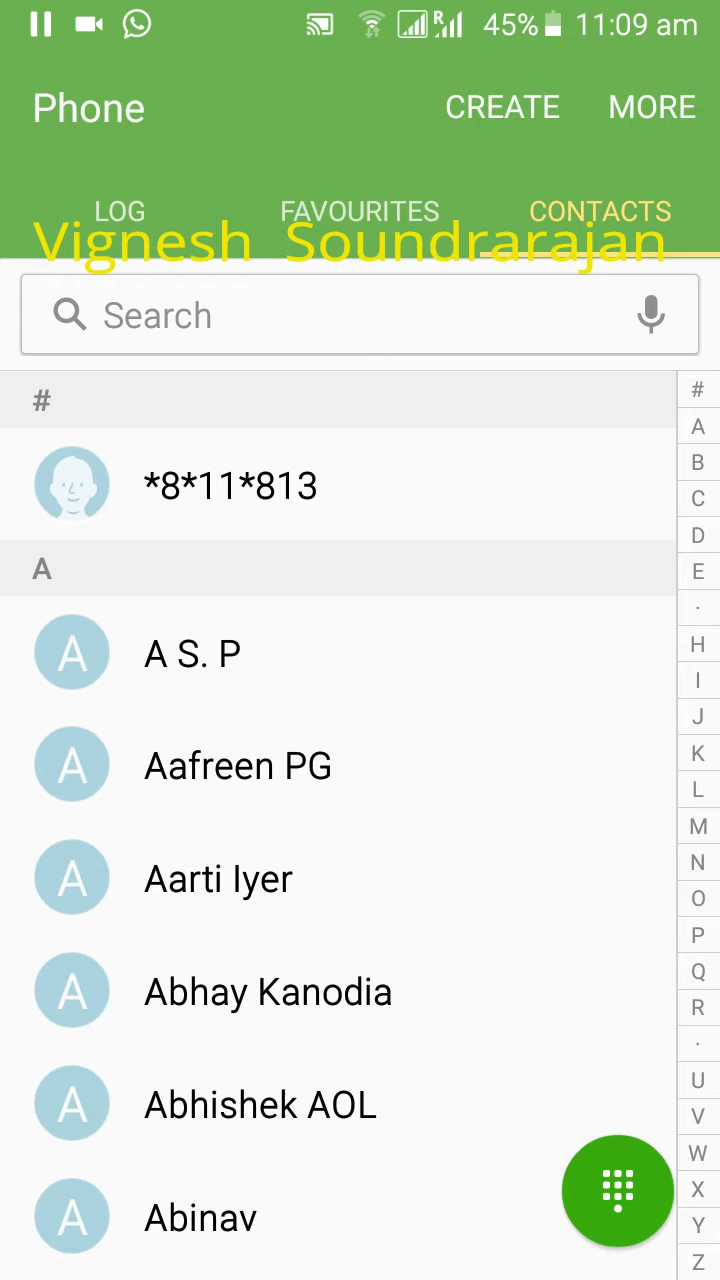 45% 11:09 am
Phone CREATE MORE
LOG FAVOURITES CONTACTS
Vignesh Soundrarajan
Search
#
*8*11*813
A
A A S. P
A Aafreen PG
A Aarti Iyer
A Abhay Kanodia
A Abhishek AOL
A Abinav
#
A
B
C
D
E
·
H
I
J
K
L
M
N
O
P
Q
R
·
U
V
W
X
Y
Z